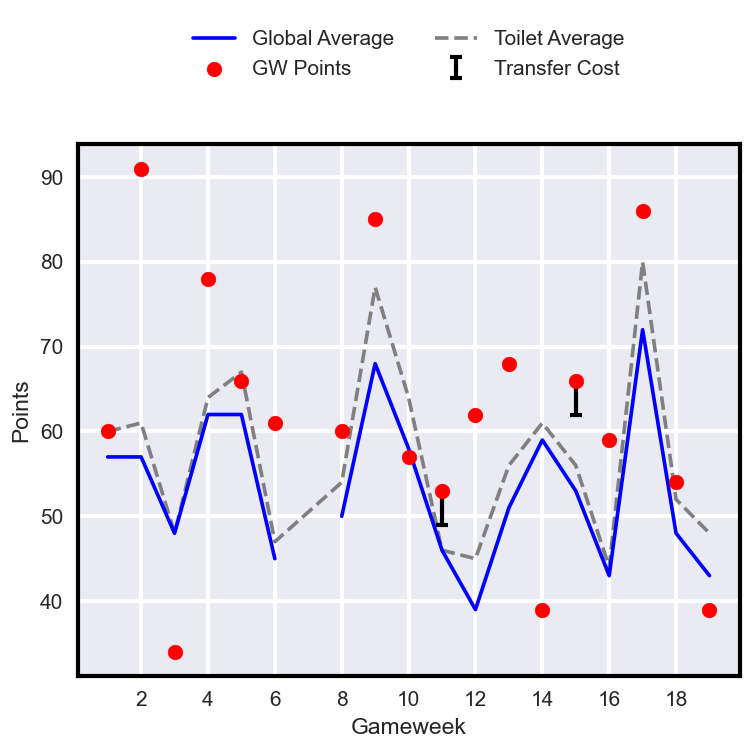 Global Average
Toilet Average
GW Points
Transfer Cost
90
80
70
60
50
40
Points
2 4 6 8 10 12 14 16 18
Gameweek